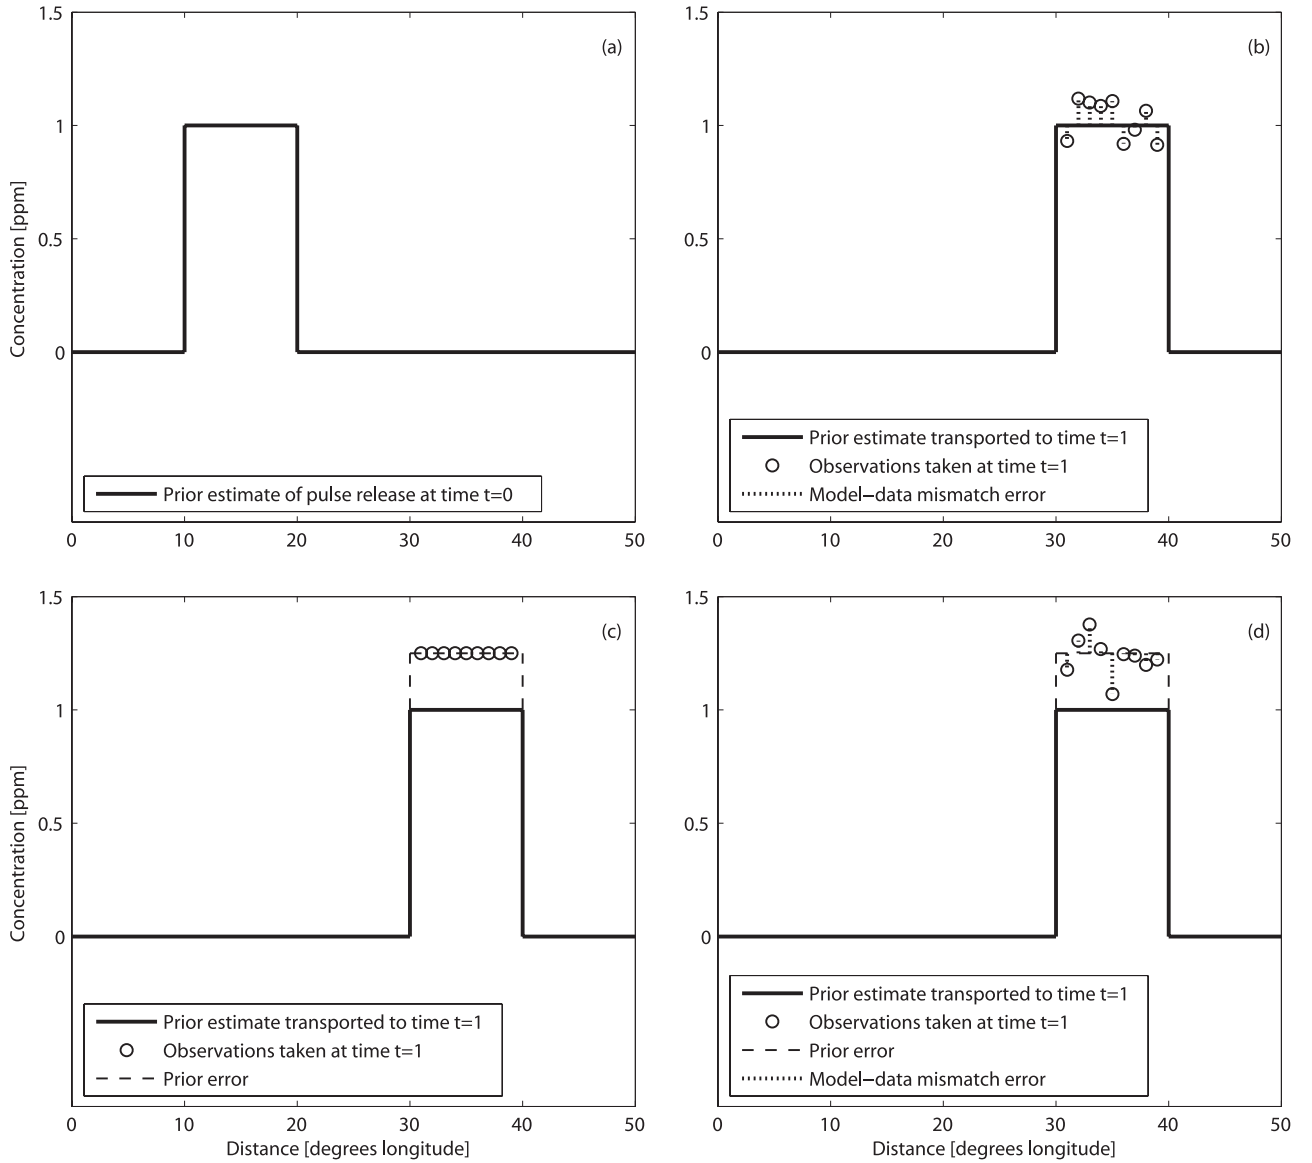 (a)
1.5
1
0.5
0
Concentration [ppm]
Prior estimate of pulse release at time t=0
0 10 20 30 40 50
(b)
1.5
1
0.5
0
Prior estimate transported to time t=1
Observations taken at time t=1
Model−data mismatch error
0 10 20 30 40 50
(c)
1.5
1
0.5
0
Concentration [ppm]
Prior estimate transported to time t=1
Observations taken at time t=1
Prior error
0 10 20 30 40 50
Distance [degrees longitude]
(d)
1.5
1
0.5
0
Prior estimate transported to time t=1
Observations taken at time t=1
Prior error
Model−data mismatch error
0 10 20 30 40 50
Distance [degrees longitude]